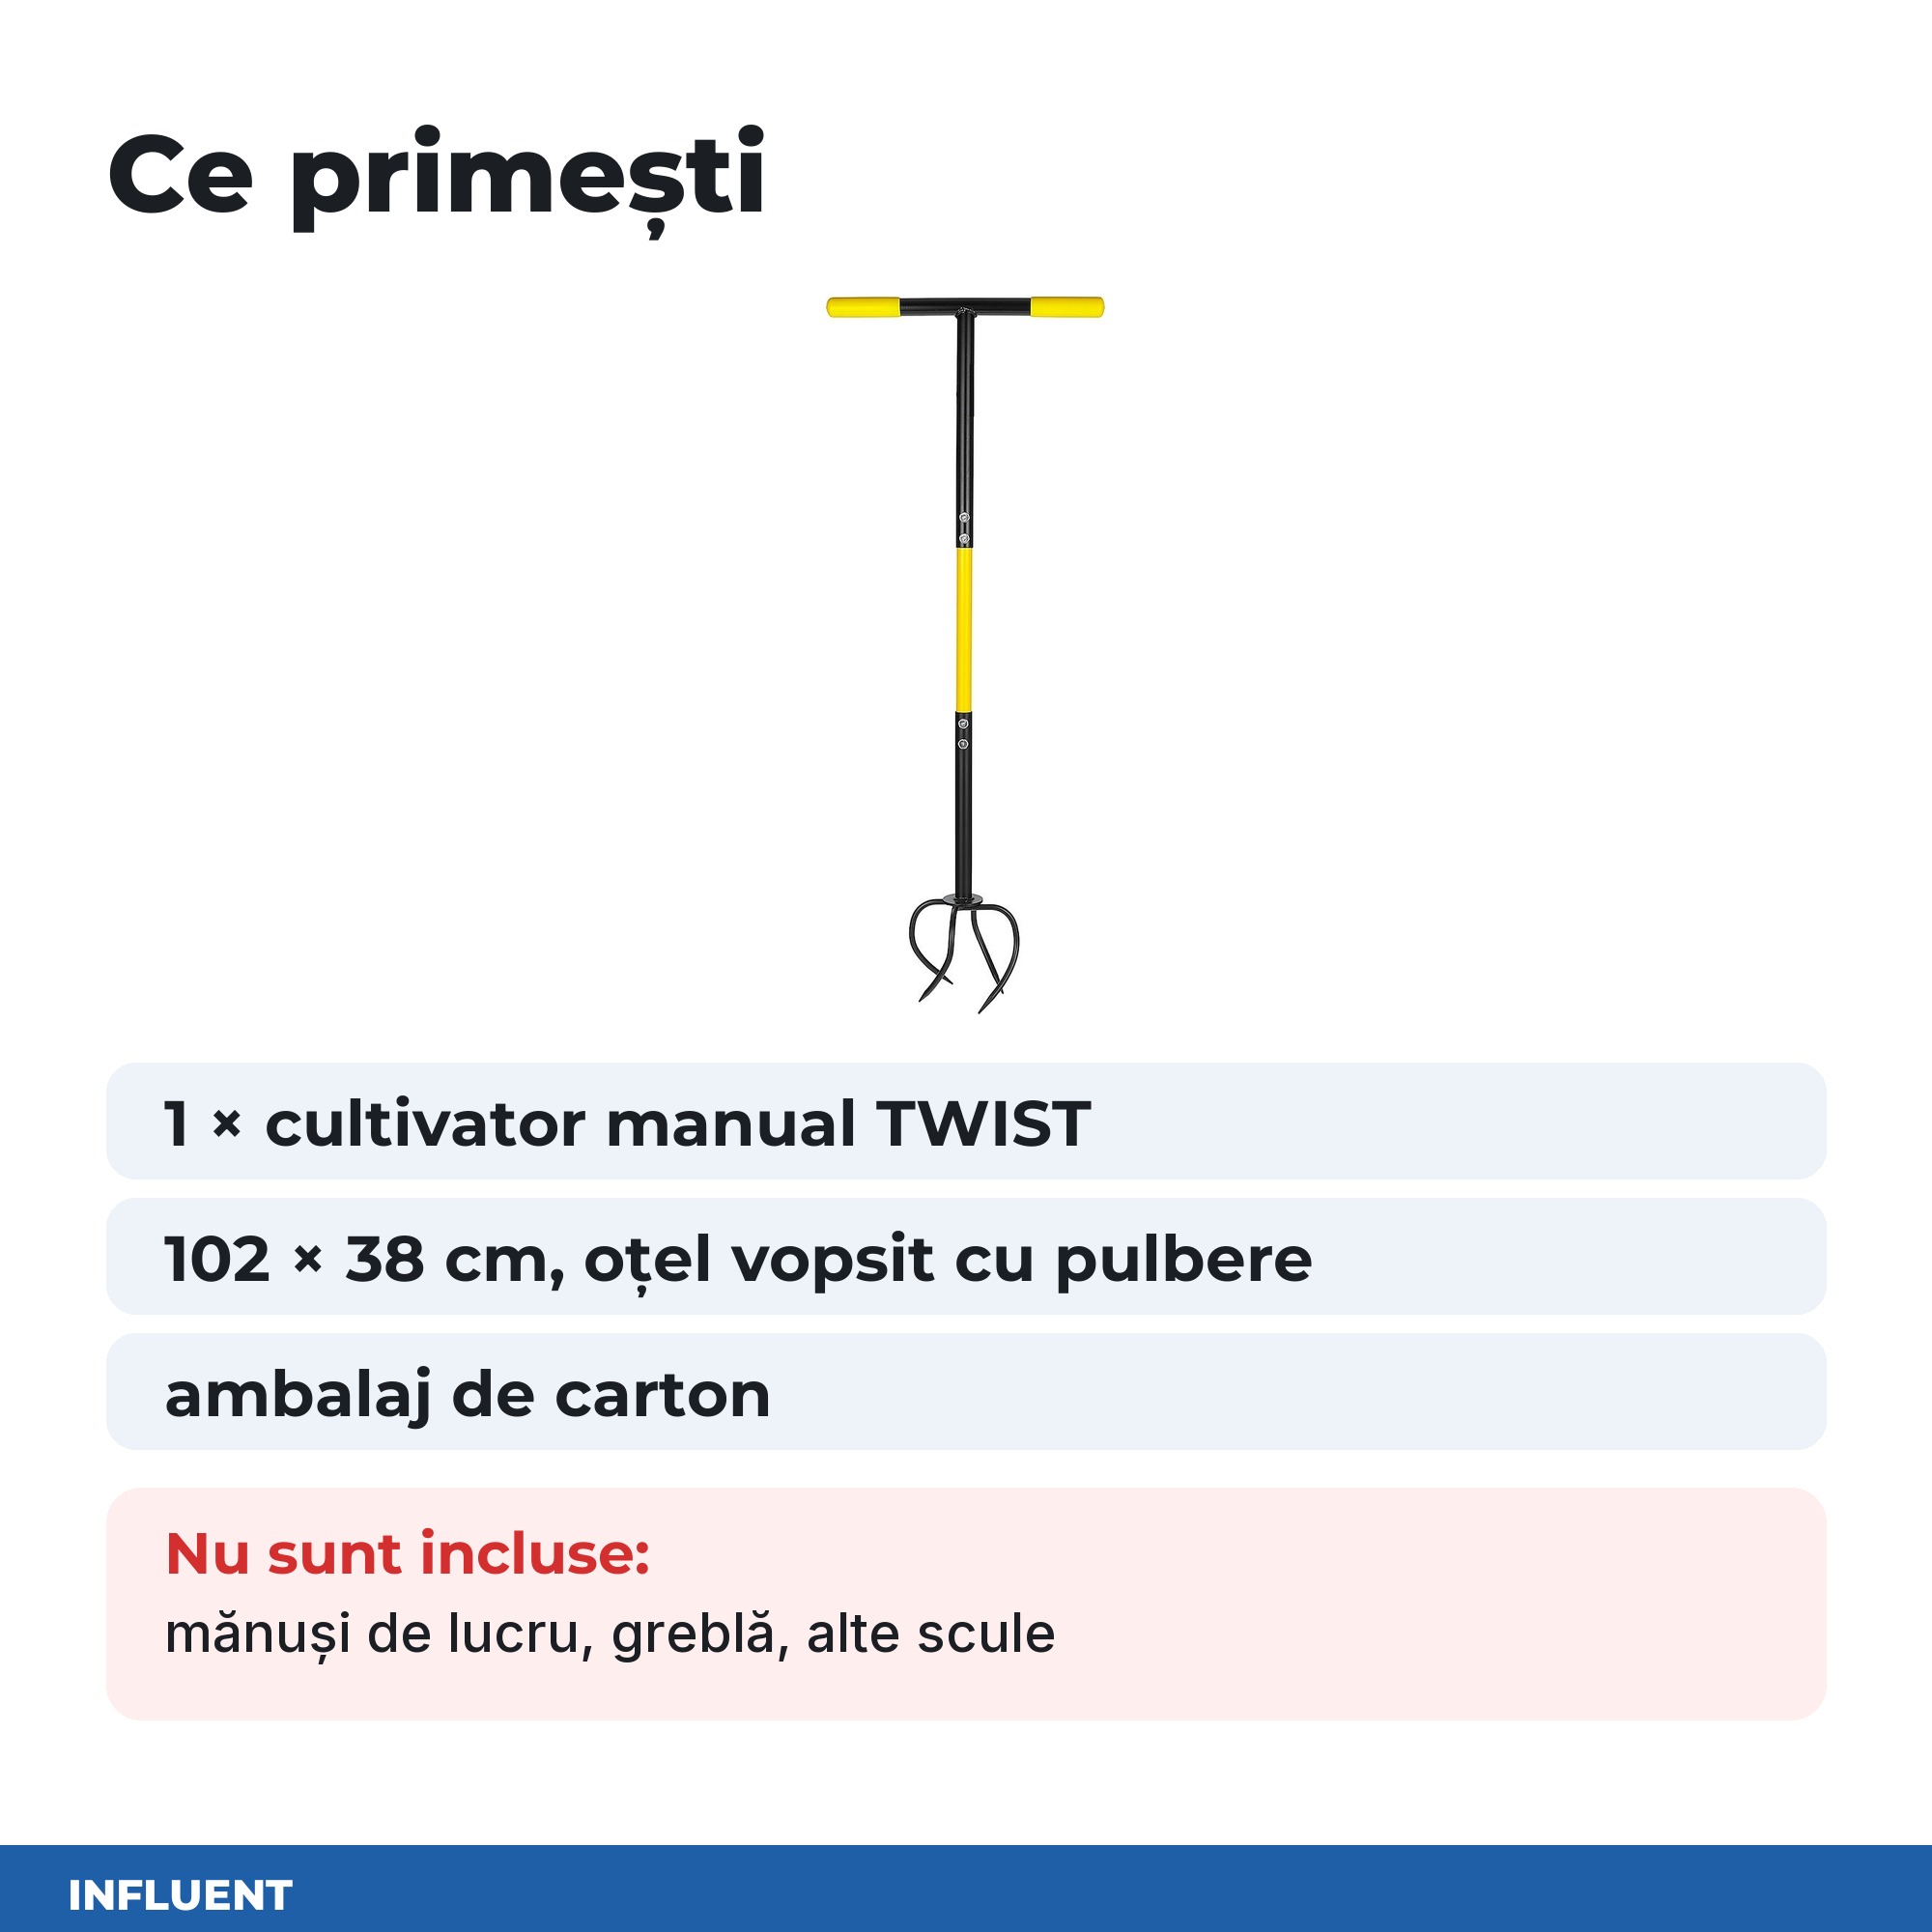 Ce primești
1 × cultivator manual TWIST
102 × 38 cm, oțel vopsit cu pulbere
ambalaj de carton
Nu sunt incluse:
mănuși de lucru, greblă, alte scule
INFLUENT